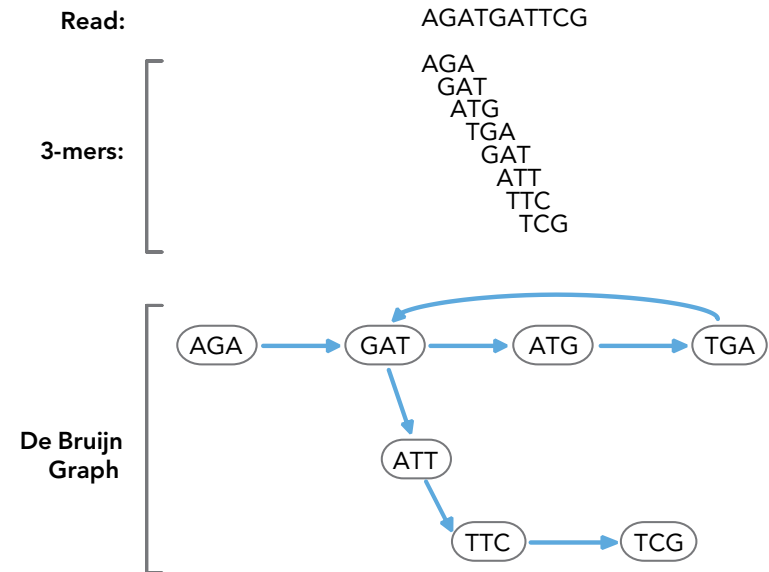 Read:
AGATGATTCG
3-mers:
AGA
GAT
ATG
TGA
GAT
ATT
TTC
TCG
De Bruijn
Graph
AGA
GAT
ATG
TGA
ATT
TTC
TCG